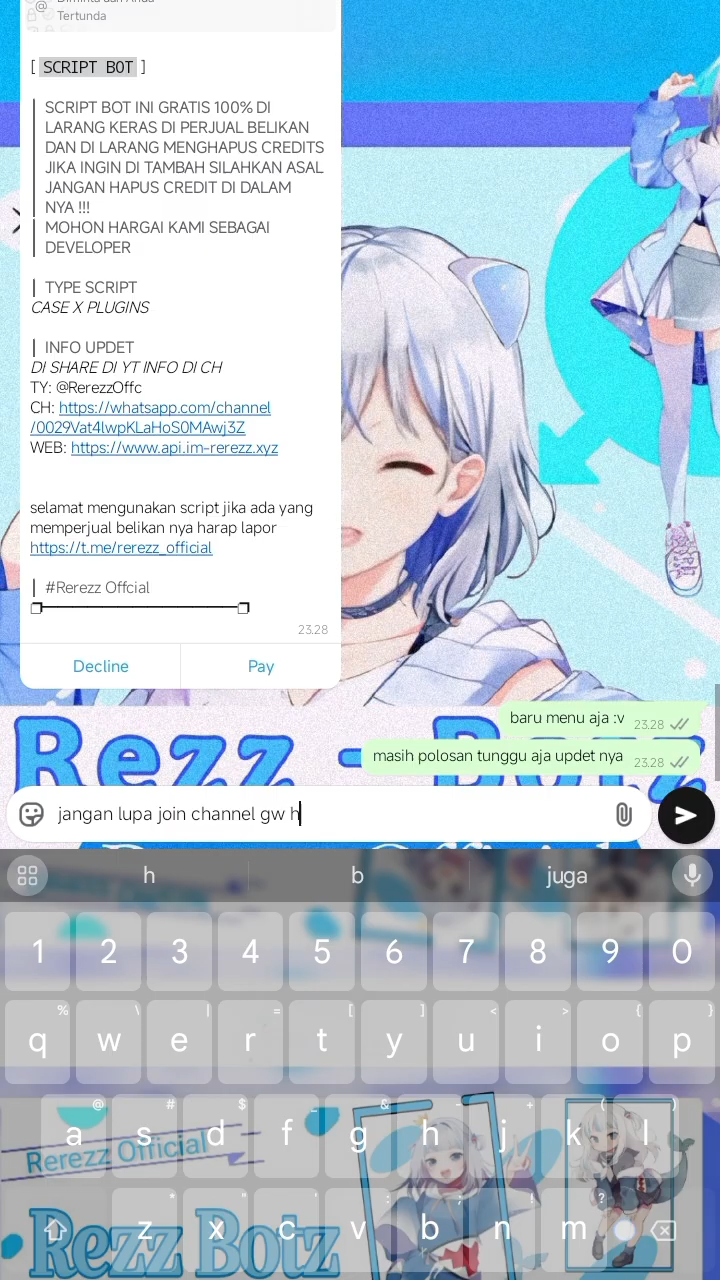 Tertunda
[ SCRIPT BOT ]
SCRIPT BOT INI GRATIS 100% DI
LARANG KERAS DI PERJUAL BELIKAN
DAN DI LARANG MENGHAPUS CREDITS
JIKA INGIN DI TAMBAH SILAHKAN ASAL
JANGAN HAPUS CREDIT DI DALAM
NYA !!!
MOHON HARGAI KAMI SEBAGAI
DEVELOPER
TYPE SCRIPT
CASE X PLUGINS
INFO UPDET
DI SHARE DI YT INFO DI CH
TY: @RerezzOffc
CH: https://whatsapp.com/channel
/0029Vat4lwpKLaHoS0MAwj3Z
WEB: https://www.api.im-rerezz.xyz
selamat mengunakan script jika ada yang
memperjual belikan nya harap lapor
https://t.me/rerezz_official
#Rerezz Offcial
23.28
Decline Pay
baru menu aja :v 23.28
masih polosan tunggu aja updet nya 23.28
Rezz - Botz
jangan lupa join channel gw h
h b juga
1 2 3 4 5 6 7 8 9 0
% \ | = [ ] < > { }
q w e r t y u i o p
@ # $ _ & - + ( )
a s d f g h j k l
Rerezz Official
* " ' : ; ! ?
z x c v b n m
Rezz Botz